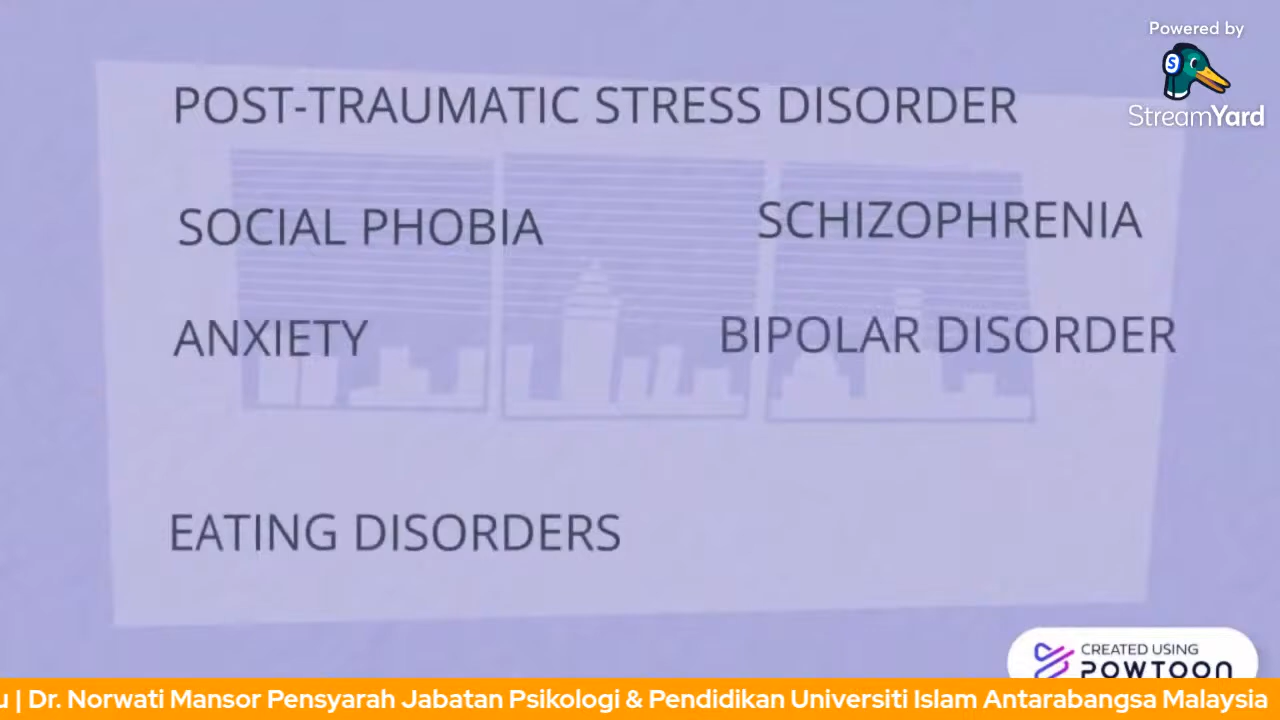 Powered by
StreamYard
POST-TRAUMATIC STRESS DISORDER
SOCIAL PHOBIA
SCHIZOPHRENIA
ANXIETY
BIPOLAR DISORDER
EATING DISORDERS
CREATED USING
POWTOON
u | Dr. Norwati Mansor Pensyarah Jabatan Psikologi & Pendidikan Universiti Islam Antarabangsa Malaysia